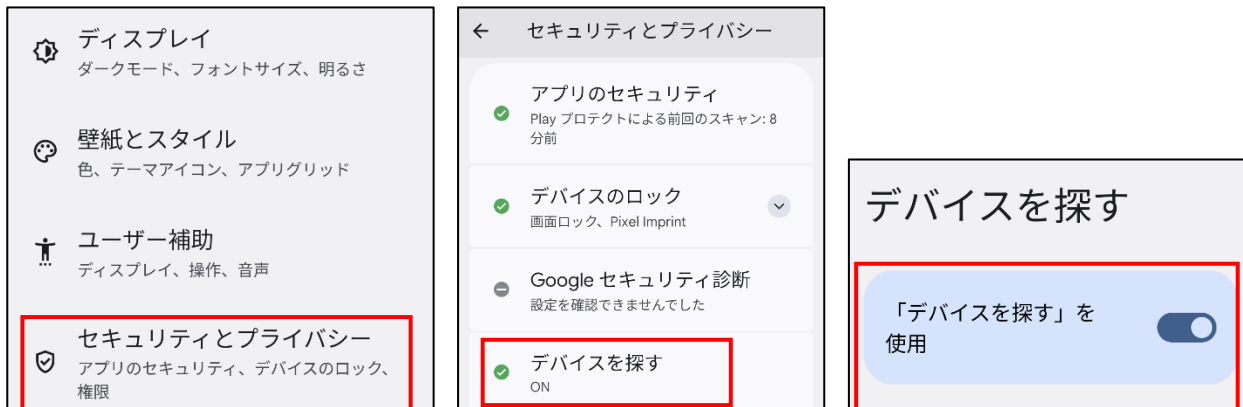 ディスプレイ
ダークモード、フォントサイズ、明るさ
壁紙とスタイル
色、テーマアイコン、アプリグリッド
ユーザー補助
ディスプレイ、操作、音声
セキュリティとプライバシー
アプリのセキュリティ、デバイスのロック、
権限
セキュリティとプライバシー
アプリのセキュリティ
Play プロテクトによる前回のスキャン: 8
分前
デバイスのロック
画面ロック、Pixel Imprint
Google セキュリティ診断
設定を確認できませんでした
デバイスを探す
ON
デバイスを探す
「デバイスを探す」を
使用